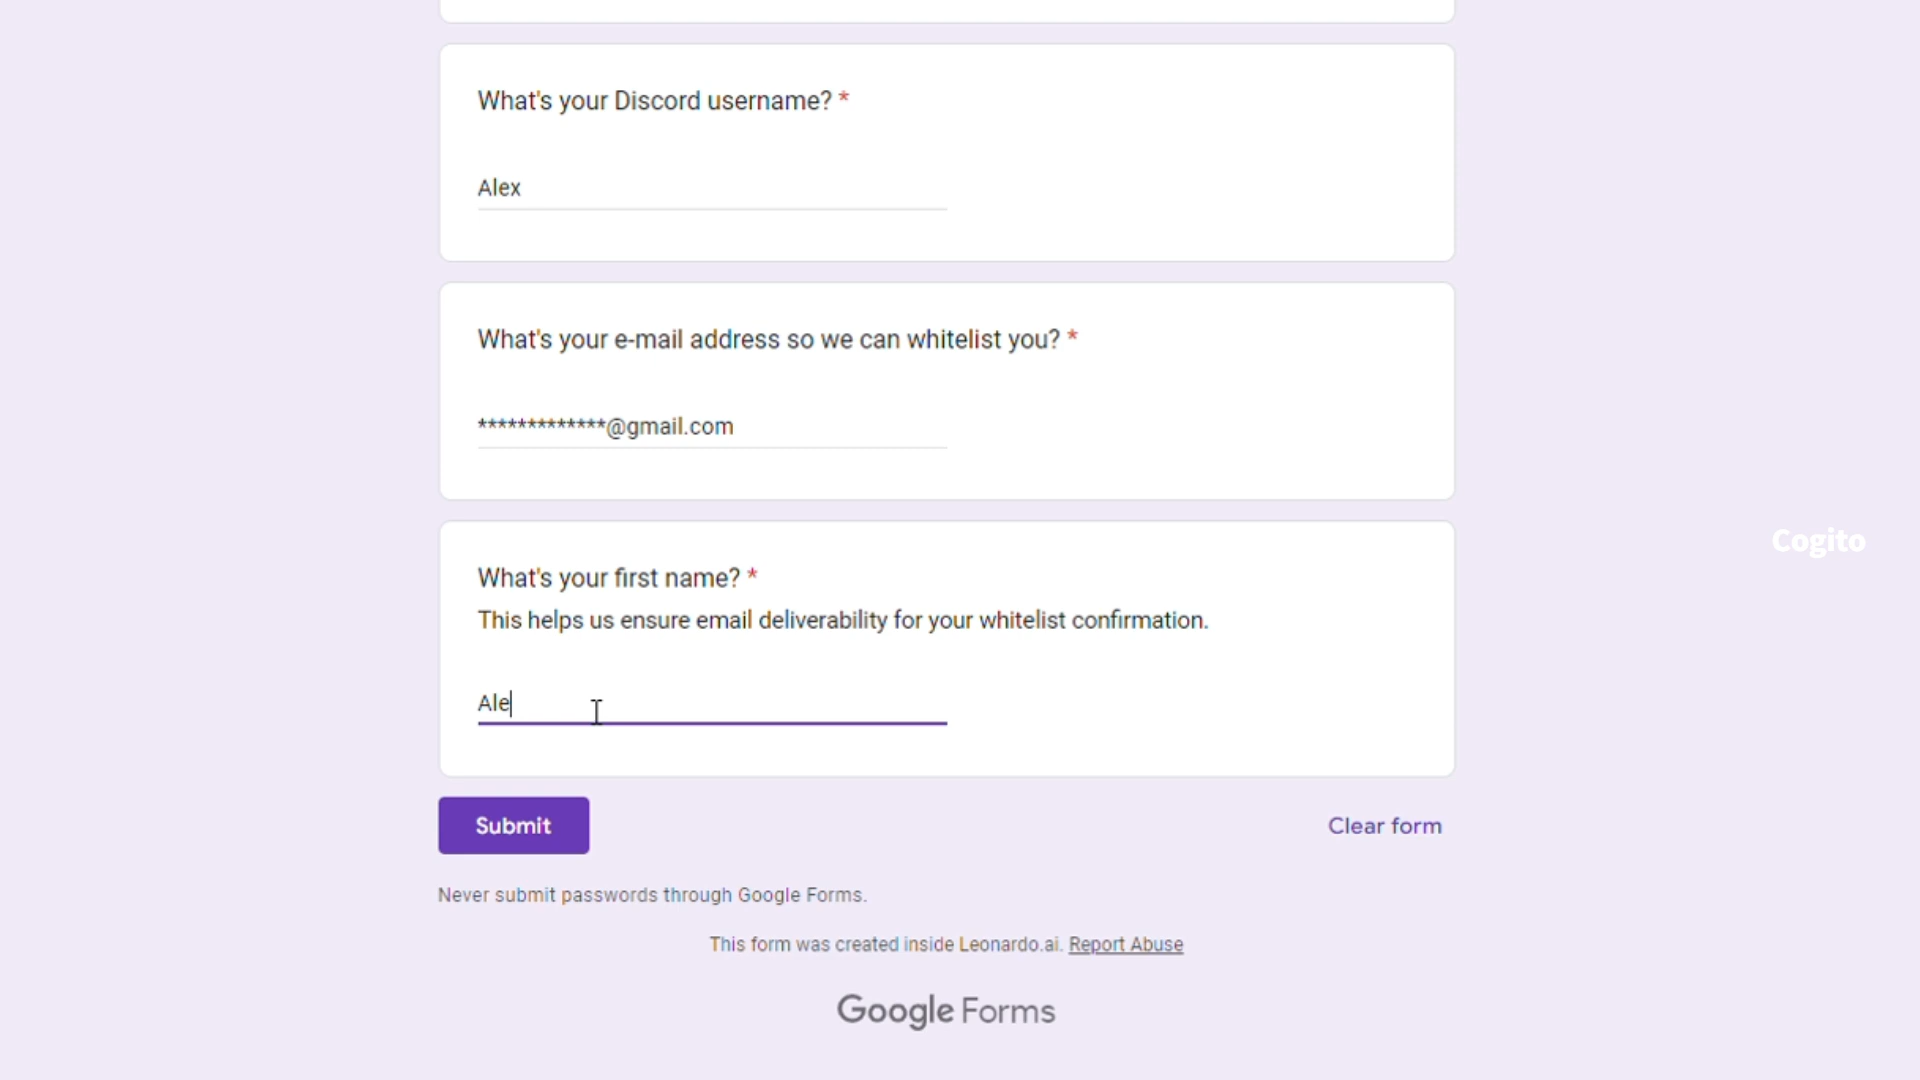 What's your Discord username? *
Alex
What's your e-mail address so we can whitelist you? *
*************@gmail.com
Cogito
What's your first name? *
This helps us ensure email deliverability for your whitelist confirmation.
Ale
Submit
Clear form
Never submit passwords through Google Forms.
This form was created inside Leonardo.ai. Report Abuse
Google Forms